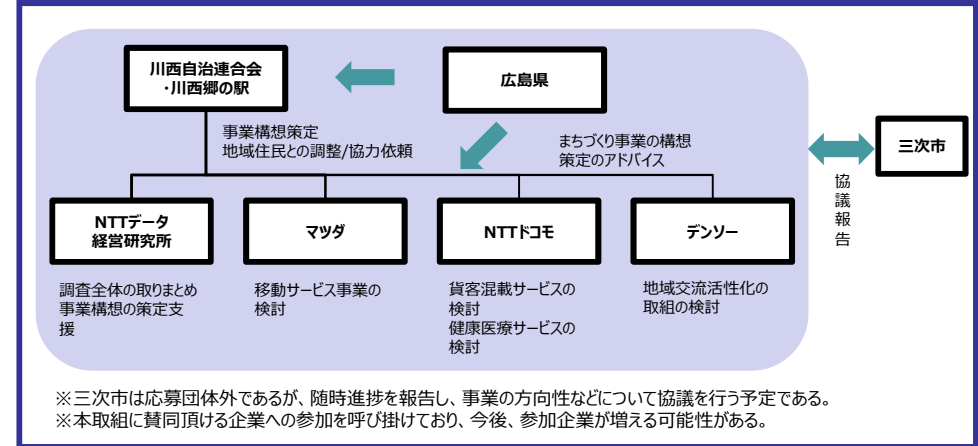 川西自治連合会
・川西郷の駅
広島県
三次市
事業構想策定
地域住民との調整/協力依頼
まちづくり事業の構想
策定のアドバイス
協
議
報
告
NTTデータ
経営研究所
マツダ
NTTドコモ
デンソー
調査全体の取りまとめ
事業構想の策定支
援
移動サービス事業の
検討
貨客混載サービスの
検討
健康医療サービスの
検討
地域交流活性化の
取組の検討
※三次市は応募団体外であるが、随時進捗を報告し、事業の方向性などについて協議を行う予定である。
※本取組に賛同頂ける企業への参加を呼び掛けており、今後、参加企業が増える可能性がある。